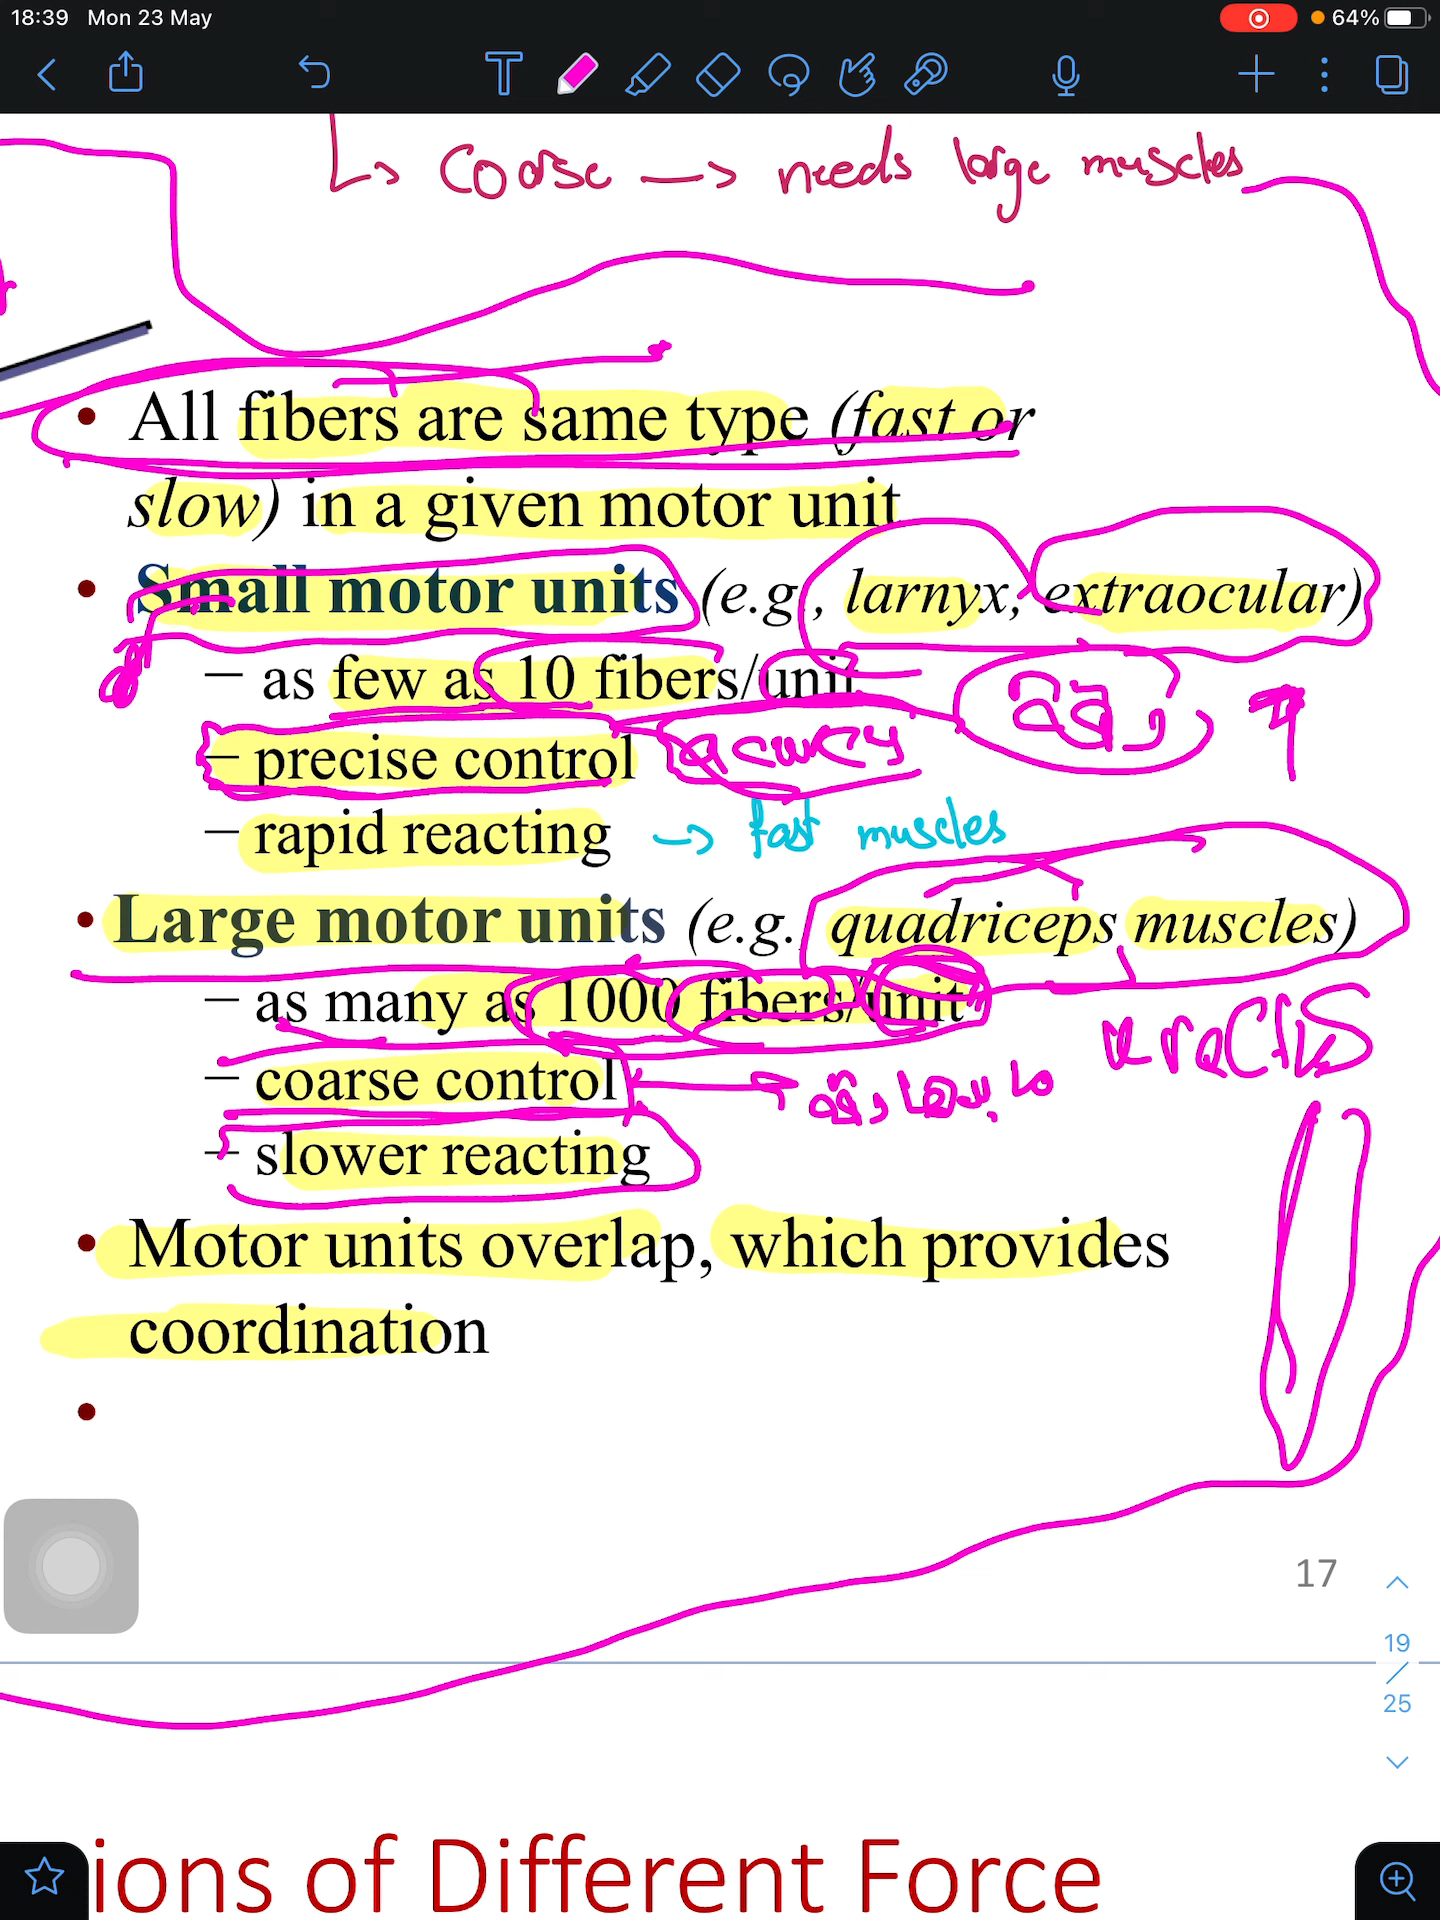 18:39 Mon 23 May 64%
Coarse → needs large muscles
• All fibers are same type (fast or
slow) in a given motor unit
• Small motor units (e.g., larnyx, extraocular)
– as few as 10 fibers/unit
– precise control
– rapid reacting → fast muscles
• Large motor units (e.g. quadriceps muscles)
– as many as 1000 fibers/unit
– coarse control
– slower reacting
• Motor units overlap, which provides
coordination
•
17
19
/
25
ions of Different Force